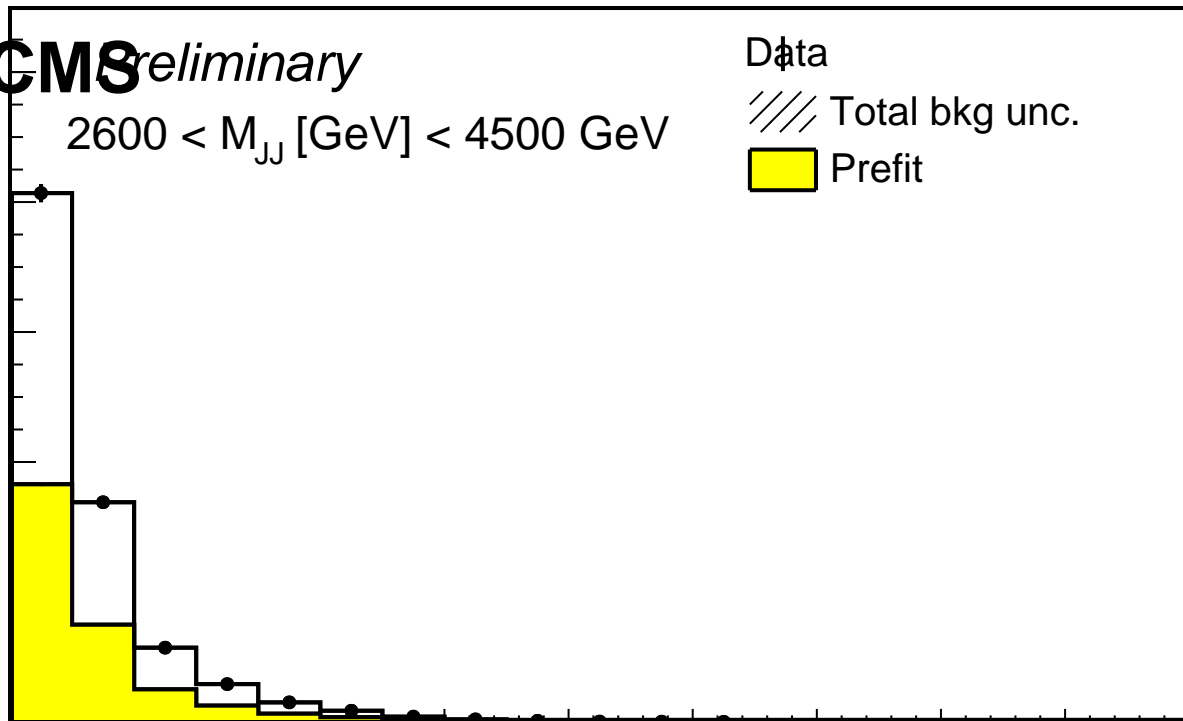 CMS Preliminary
2600 < M_JJ [GeV] < 4500 GeV
Data
Total bkg unc.
Prefit